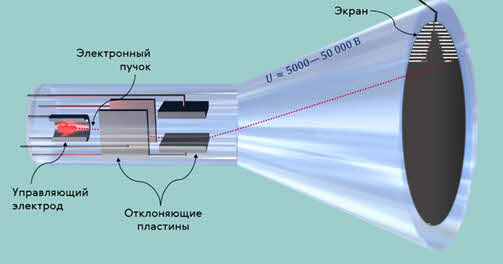 Экран
Электронный
пучок
U ≈ 5000— 50 000 В
Управляющий
электрод
Отклоняющие
пластины